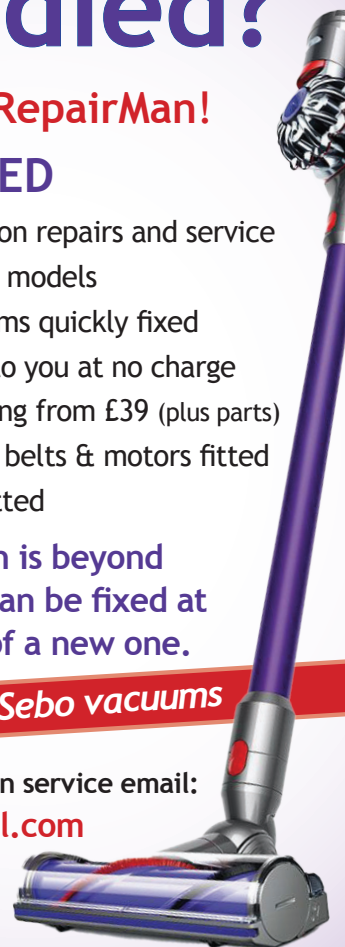 died?
RepairMan!
ED
on repairs and service
models
ms quickly fixed
o you at no charge
ng from £39 (plus parts)
belts & motors fitted
tted
n is beyond
an be fixed at
of a new one.
Sebo vacuums
n service email:
l.com